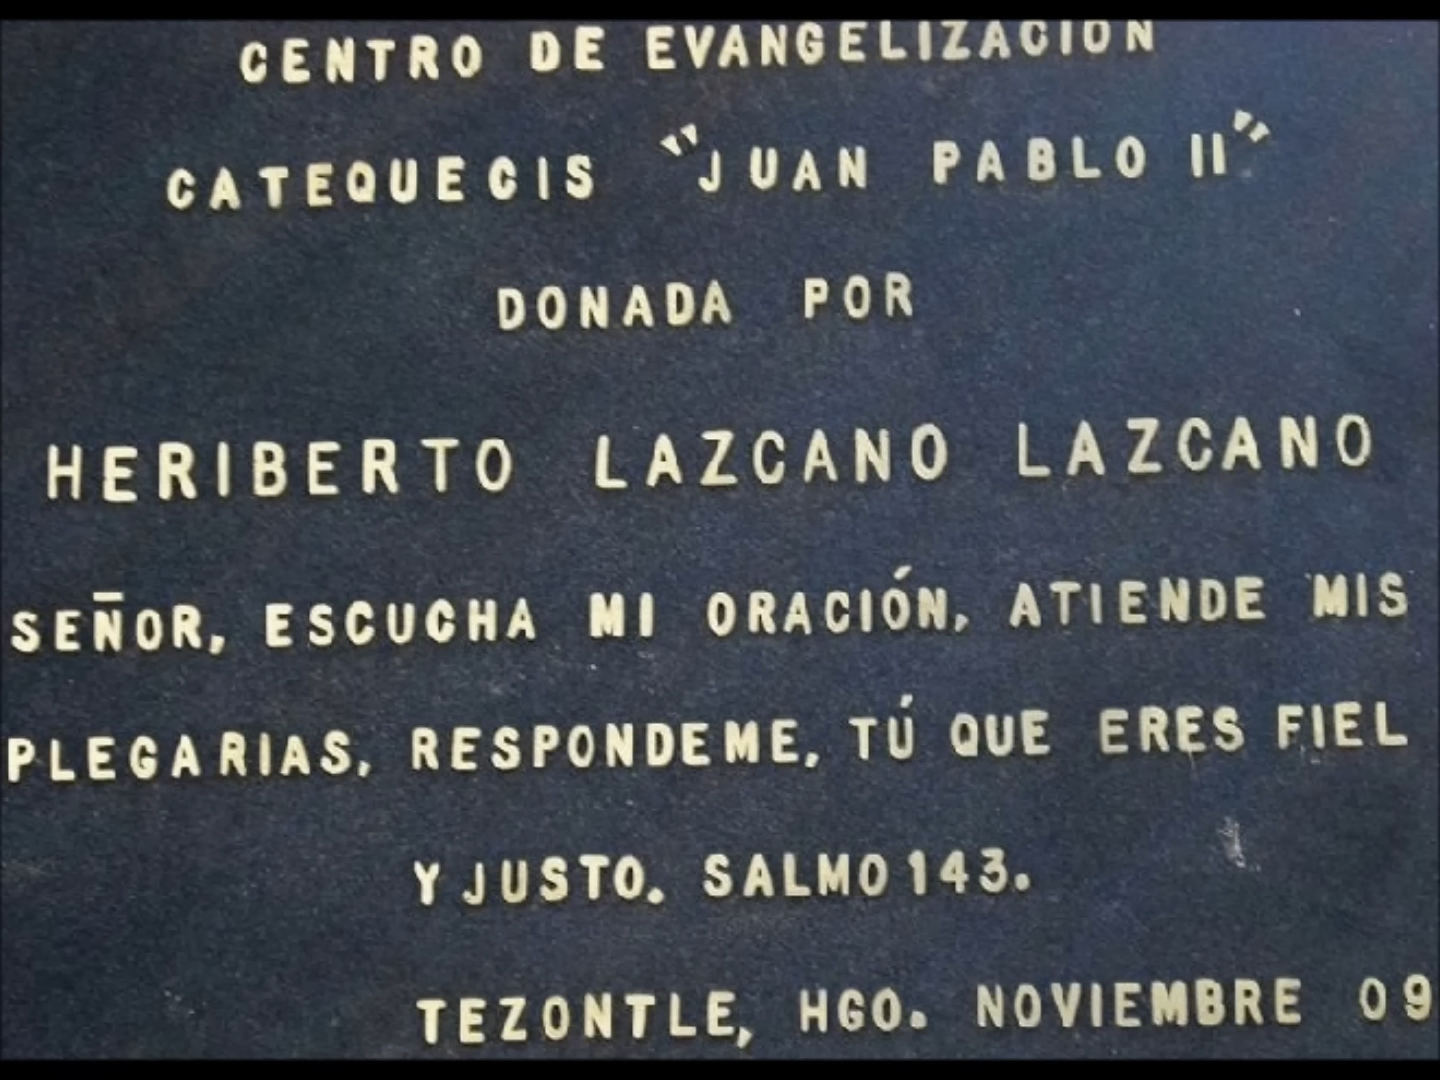 CENTRO DE EVANGELIZACION
CATEQUECIS "JUAN PABLO II"
DONADA POR
HERIBERTO LAZCANO LAZCANO
SEÑOR, ESCUCHA MI ORACIÓN, ATIENDE MIS
PLEGARIAS, RESPONDEME, TÚ QUE ERES FIEL
Y JUSTO. SALMO 143.
TEZONTLE, HGO. NOVIEMBRE 09